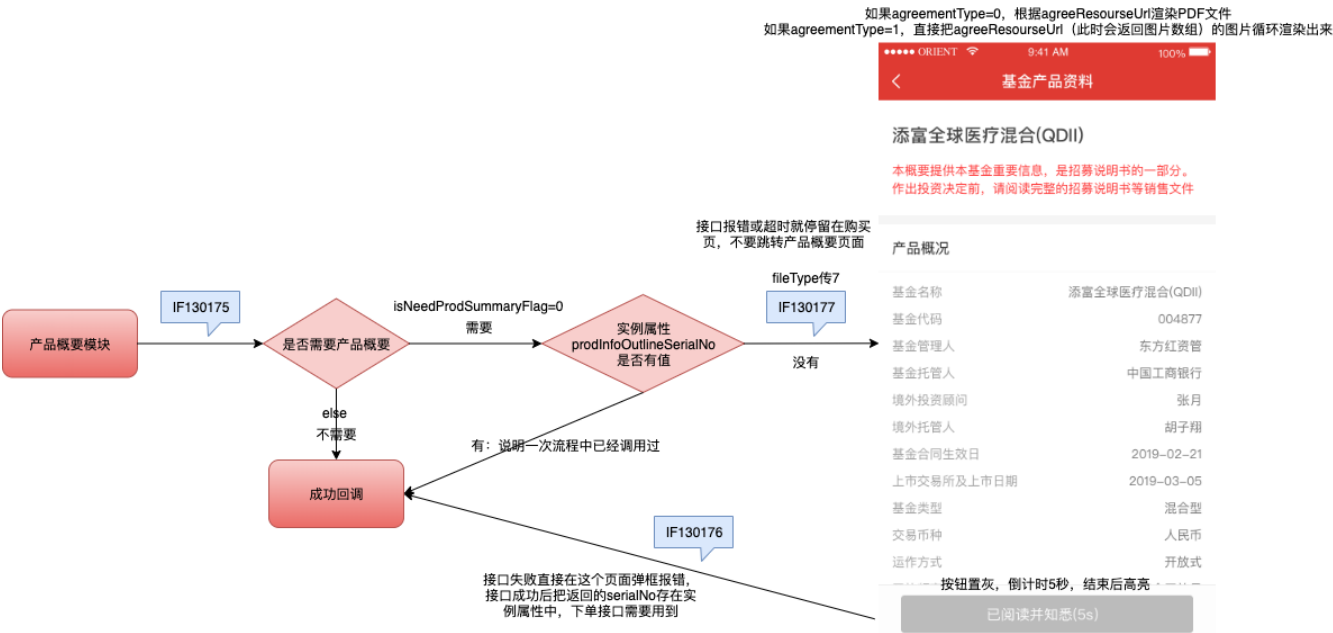 如果agreementType=0，根据agreeResourseUrl渲染PDF文件
如果agreementType=1，直接把agreeResourseUrl（此时会返回图片数组）的图片循环渲染出来
ORIENT
9:41 AM
100%
基金产品资料
添富全球医疗混合(QDII)
本概要提供本基金重要信息，是招募说明书的一部分。
作出投资决定前，请阅读完整的招募说明书等销售文件
产品概况
基金名称 添富全球医疗混合(QDII)
基金代码 004877
基金管理人 东方红资管
基金托管人 中国工商银行
境外投资顾问 张月
境外托管人 胡子翔
基金合同生效日 2019-02-21
上市交易所及上市日期 2019-03-05
基金类型 混合型
交易币种 人民币
运作方式 开放式
按钮置灰，倒计时5秒，结束后高亮
已阅读并知悉(5s)
接口报错或超时就停留在购买
页，不要跳转产品概要页面
fileType传7
IF130177
没有
产品概要模块
IF130175
是否需要产品概要
isNeedProdSummaryFlag=0
需要
实例属性
prodInfoOutlineSerialNo
是否有值
else
不需要
有：说明一次流程中已经调用过
成功回调
IF130176
接口失败直接在这个页面弹框报错，
接口成功后把返回的serialNo存在实
例属性中，下单接口需要用到